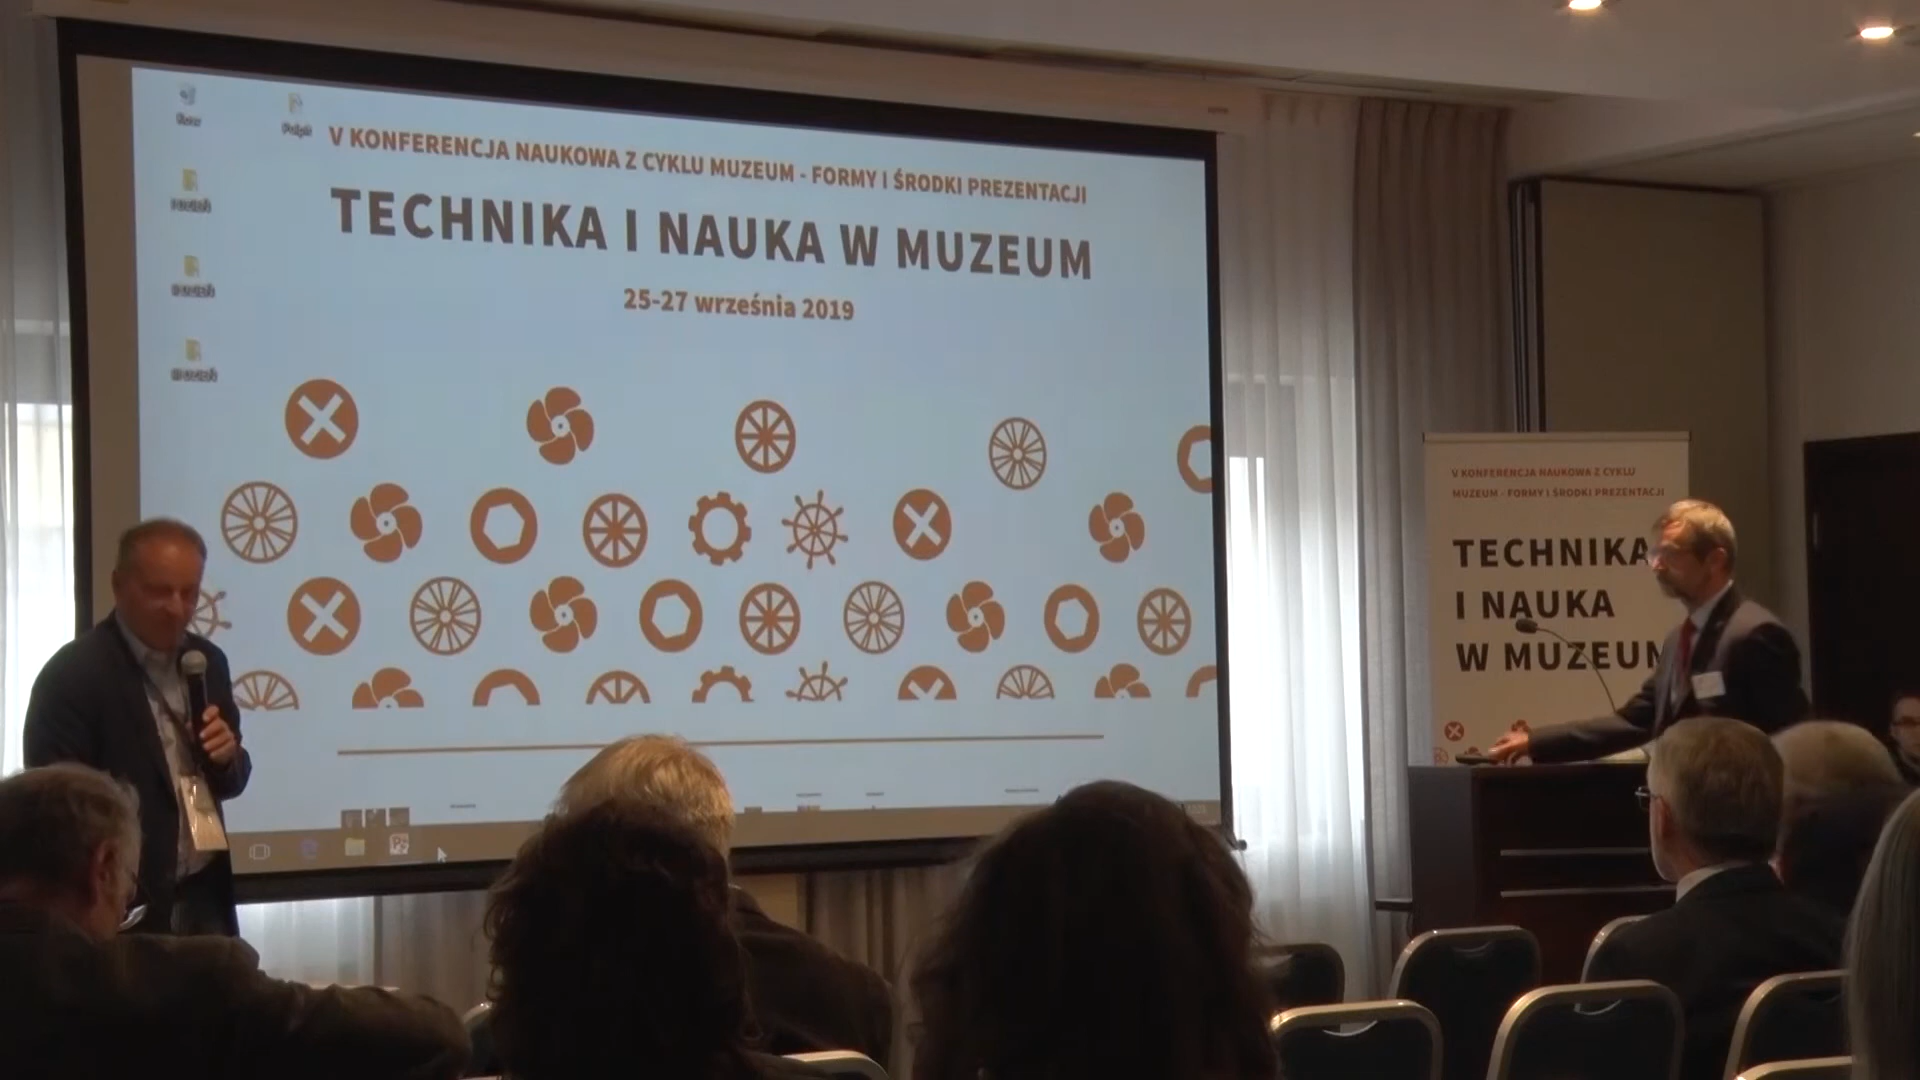 V KONFERENCJA NAUKOWA Z CYKLU MUZEUM - FORMY I ŚRODKI PREZENTACJI
TECHNIKA I NAUKA W MUZEUM
25-27 września 2019
V KONFERENCJA NAUKOWA Z CYKLU
MUZEUM - FORMY I ŚRODKI PREZENTACJI
TECHNIKA
I NAUKA
W MUZEUM